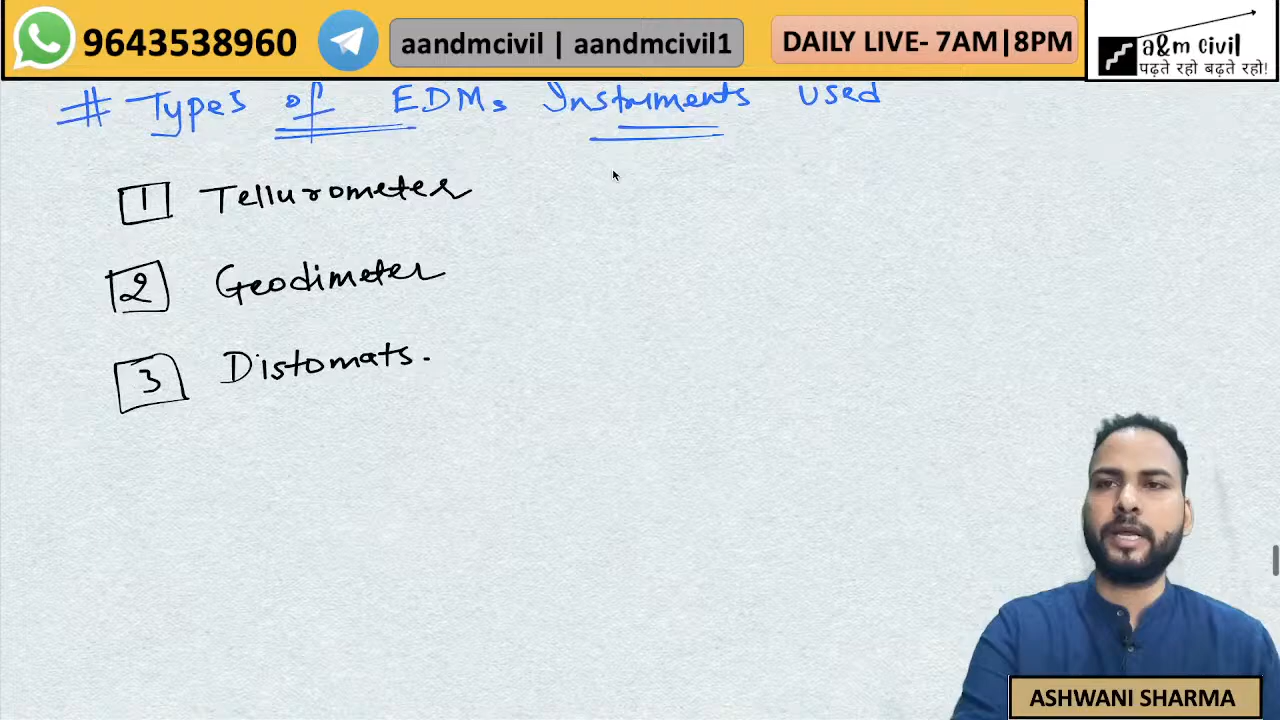 9643538960
aandmcivil | aandmcivil1
DAILY LIVE- 7AM|8PM
a&m civil
पढ़ते रहो बढ़ते रहो!
# Types of EDMs Instruments used
1 Tellurometer
2 Geodimeter
3 Distomats.
ASHWANI SHARMA